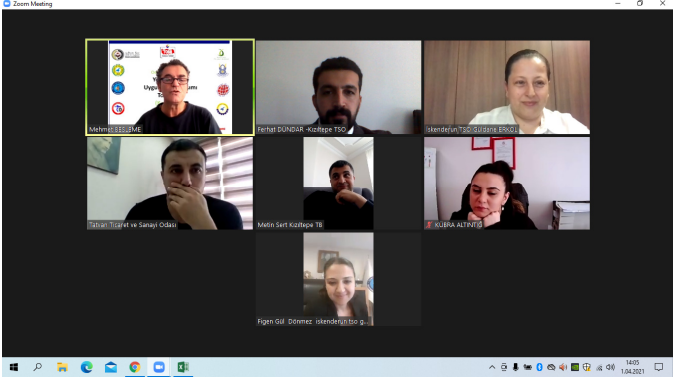 Zoom Meeting
Mehmet BESLEME
Ferhat DÜNDAR -Kızıltepe TSO
İskenderun TSO Güldane ERKOL
Tatvan Ticaret ve Sanayi Odası
Metin Sert Kızıltepe TB
KÜBRA ALTINTIĞ
Figen Gül Dönmez iskenderun tso g...
14:05
1.04.2021